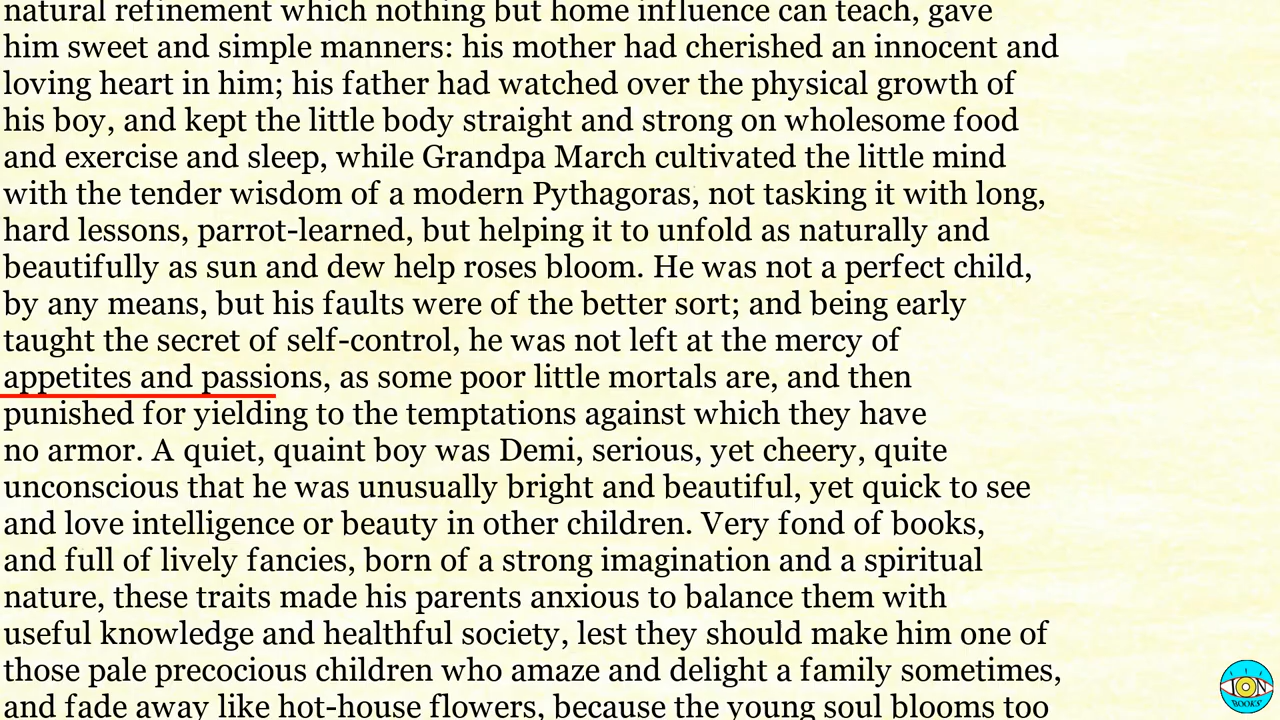 natural refinement which nothing but home influence can teach, gave
him sweet and simple manners: his mother had cherished an innocent and
loving heart in him; his father had watched over the physical growth of
his boy, and kept the little body straight and strong on wholesome food
and exercise and sleep, while Grandpa March cultivated the little mind
with the tender wisdom of a modern Pythagoras, not tasking it with long,
hard lessons, parrot-learned, but helping it to unfold as naturally and
beautifully as sun and dew help roses bloom. He was not a perfect child,
by any means, but his faults were of the better sort; and being early
taught the secret of self-control, he was not left at the mercy of
appetites and passions, as some poor little mortals are, and then
punished for yielding to the temptations against which they have
no armor. A quiet, quaint boy was Demi, serious, yet cheery, quite
unconscious that he was unusually bright and beautiful, yet quick to see
and love intelligence or beauty in other children. Very fond of books,
and full of lively fancies, born of a strong imagination and a spiritual
nature, these traits made his parents anxious to balance them with
useful knowledge and healthful society, lest they should make him one of
those pale precocious children who amaze and delight a family sometimes,
and fade away like hot-house flowers, because the young soul blooms too
ION
BOOKS